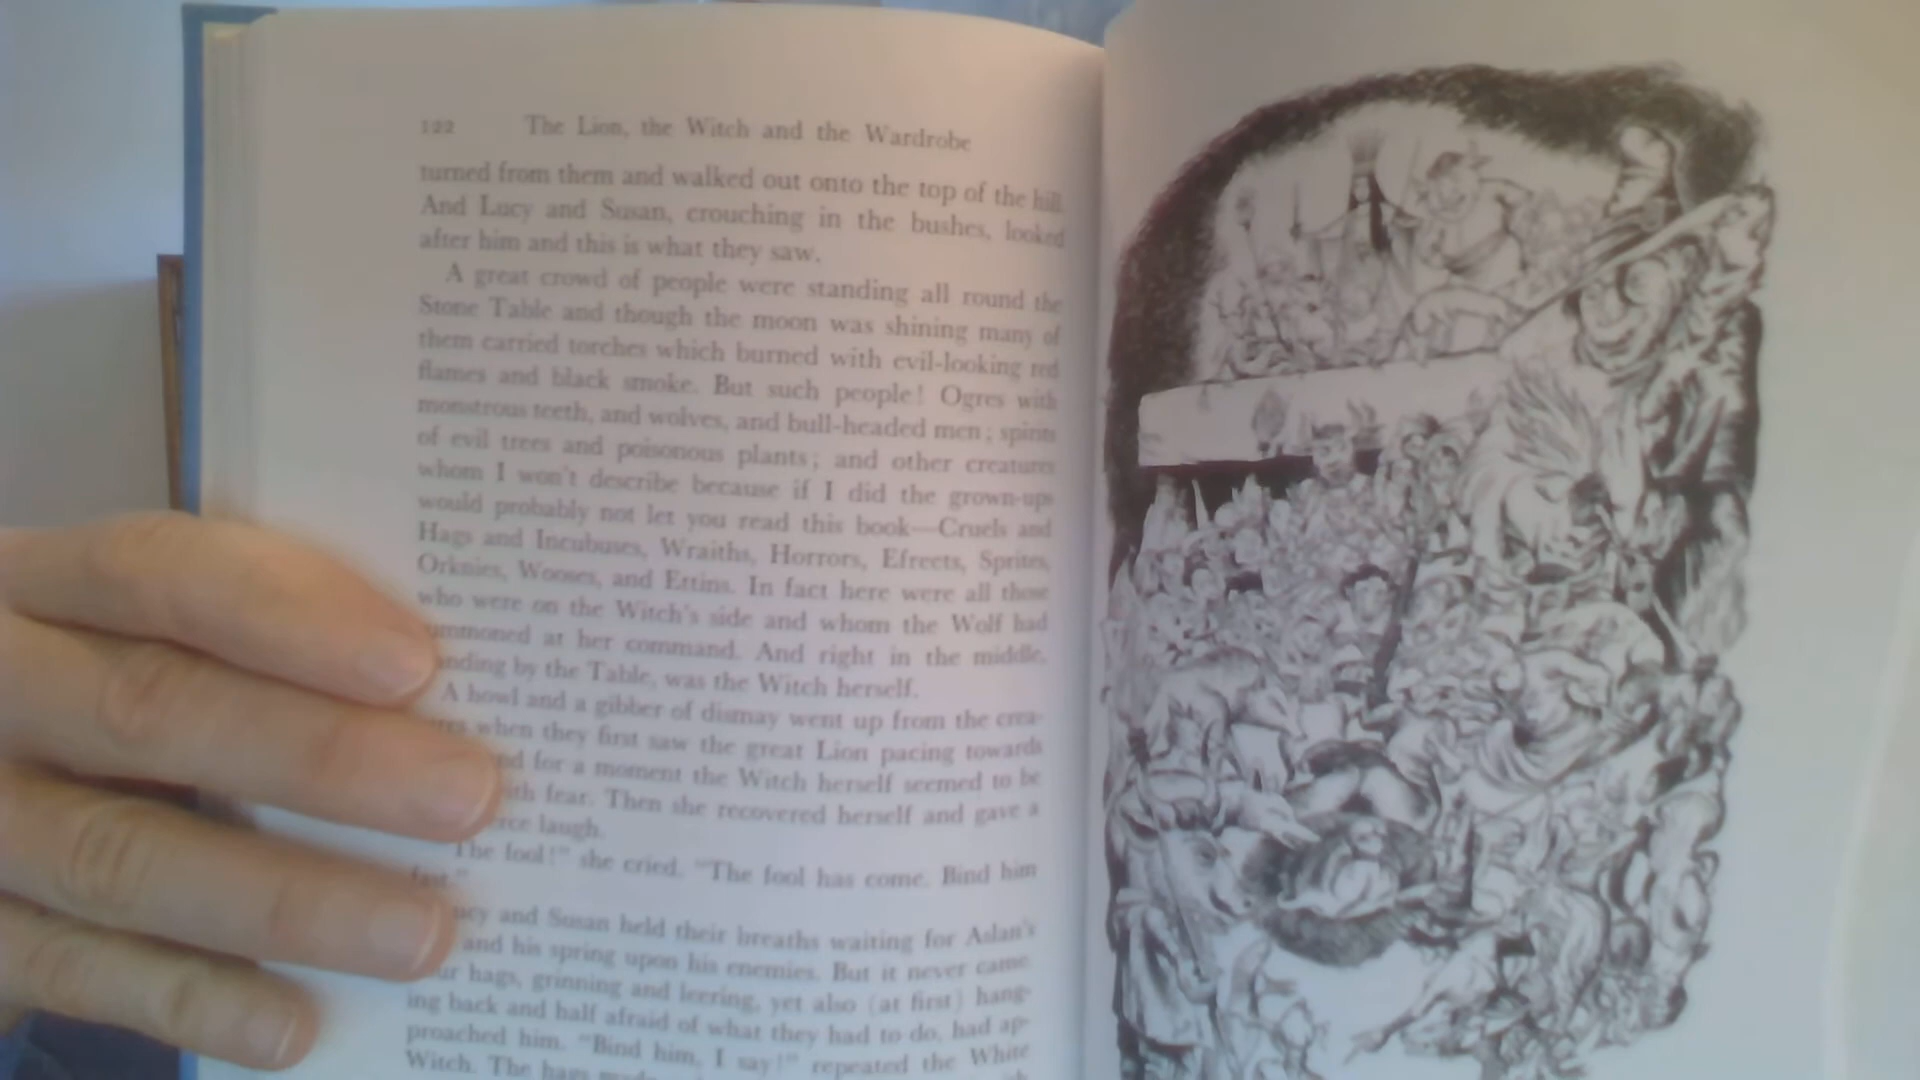 122 The Lion, the Witch and the Wardrobe
turned from them and walked out onto the top of the hill.
And Lucy and Susan, crouching in the bushes, looked
after him and this is what they saw.
A great crowd of people were standing all round the
Stone Table and though the moon was shining many of
them carried torches which burned with evil-looking red
flames and black smoke. But such people! Ogres with
monstrous teeth, and wolves, and bull-headed men; spirits
of evil trees and poisonous plants; and other creatures
whom I won't describe because if I did the grown-ups
would probably not let you read this book—Cruels and
Hags and Incubuses, Wraiths, Horrors, Efreets, Sprites,
Orknies, Wooses, and Ettins. In fact here were all those
who were on the Witch's side and whom the Wolf had
ummoned at her command. And right in the middle,
anding by the Table, was the Witch herself.
A howl and a gibber of dismay went up from the crea-
res when they first saw the great Lion pacing towards
nd for a moment the Witch herself seemed to be
ith fear. Then she recovered herself and gave a
rce laugh.
The fool!" she cried. "The fool has come. Bind him
fast."
ucy and Susan held their breaths waiting for Aslan's
and his spring upon his enemies. But it never came.
ur hags, grinning and leering, yet also (at first) hang-
ing back and half afraid of what they had to do, had ap-
proached him. "Bind him, I say!" repeated the White
Witch. The hags